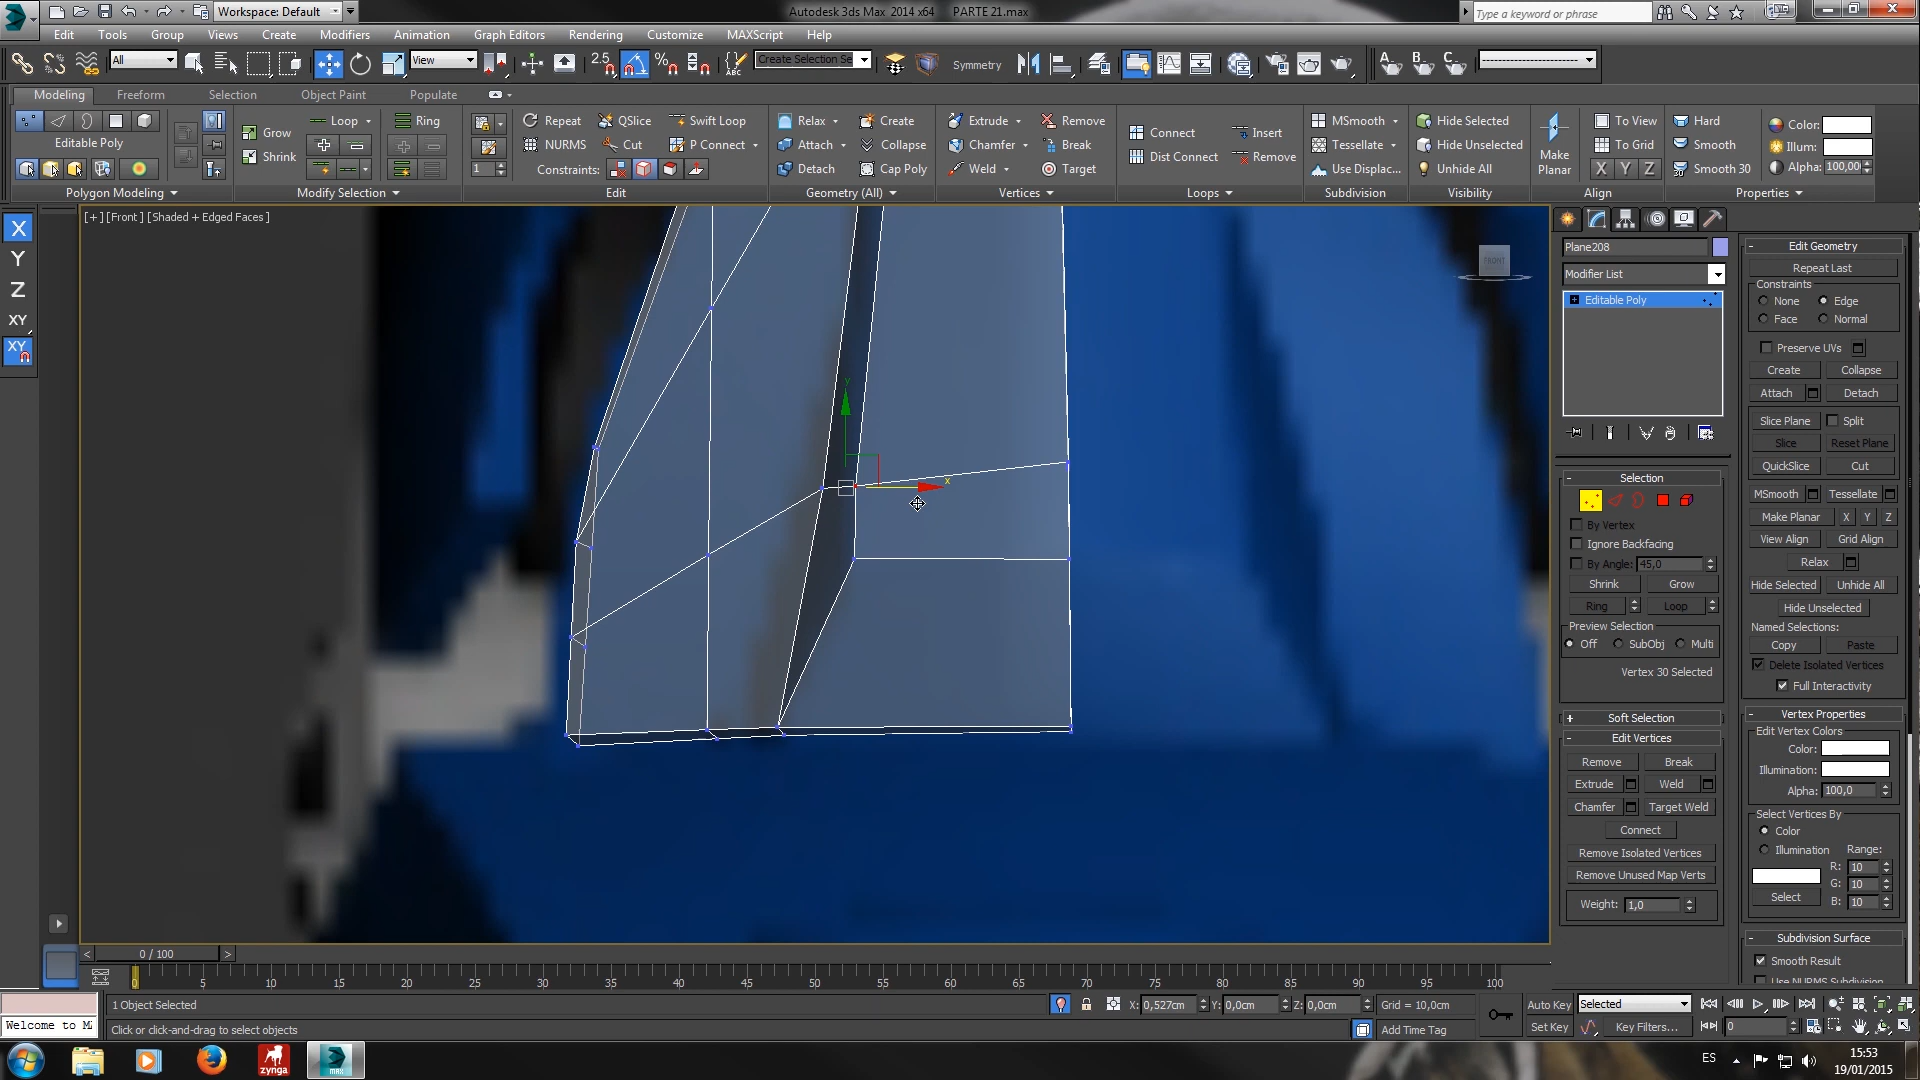 Workspace: Default
Autodesk 3ds Max 2014 x64 PARTE 21.max
Type a keyword or phrase
Edit Tools Group Views Create Modifiers Animation Graph Editors Rendering Customize MAXScript Help
All View 2.5 Create Selection Se Symmetry
Modeling Freeform Selection Object Paint Populate
Loop Ring Repeat QSlice Swift Loop Relax Create Extrude Remove MSmooth Hide Selected To View Hard Color:
Grow Connect Insert
Editable Poly NURMS Cut P Connect Attach Collapse Chamfer Break Tessellate Hide Unselected Make Planar To Grid Smooth Illum:
Shrink Dist Connect Remove
1 Constraints: Detach Cap Poly Weld Target Use Displac... Unhide All X Y Z Smooth 30 Alpha: 100,00
Polygon Modeling Modify Selection Edit Geometry (All) Vertices Loops Subdivision Visibility Align Properties
X
Y
Z
XY
XY
[+] [Front ] [Shaded + Edged Faces ]
FRONT
y
x
Plane208
Modifier List
Editable Poly
Selection
By Vertex
Ignore Backfacing
By Angle: 45,0
Shrink Grow
Ring Loop
Preview Selection
Off SubObj Multi
Vertex 30 Selected
Soft Selection
Edit Vertices
Remove Break
Extrude Weld
Chamfer Target Weld
Connect
Remove Isolated Vertices
Remove Unused Map Verts
Weight: 1,0
Edit Geometry
Repeat Last
Constraints
None Edge
Face Normal
Preserve UVs
Create Collapse
Attach Detach
Slice Plane Split
Slice Reset Plane
QuickSlice Cut
MSmooth Tessellate
Make Planar X Y Z
View Align Grid Align
Relax
Hide Selected Unhide All
Hide Unselected
Named Selections:
Copy Paste
Delete Isolated Vertices
Full Interactivity
Vertex Properties
Edit Vertex Colors
Color:
Illumination:
Alpha: 100,0
Select Vertices By
Color
Illumination Range:
R: 10
G: 10
Select B: 10
Subdivision Surface
Smooth Result
Use NURMS Subdivision
0 / 100
0 5 10 15 20 25 30 35 40 45 50 55 60 65 70 75 80 85 90 95 100
1 Object Selected X: 0,527cm Y: 0,0cm Z: 0,0cm Grid = 10,0cm Auto Key Selected
Welcome to M Click or click-and-drag to select objects Add Time Tag Set Key Key Filters... 0
zynga MAX ES 15:53
19/01/2015